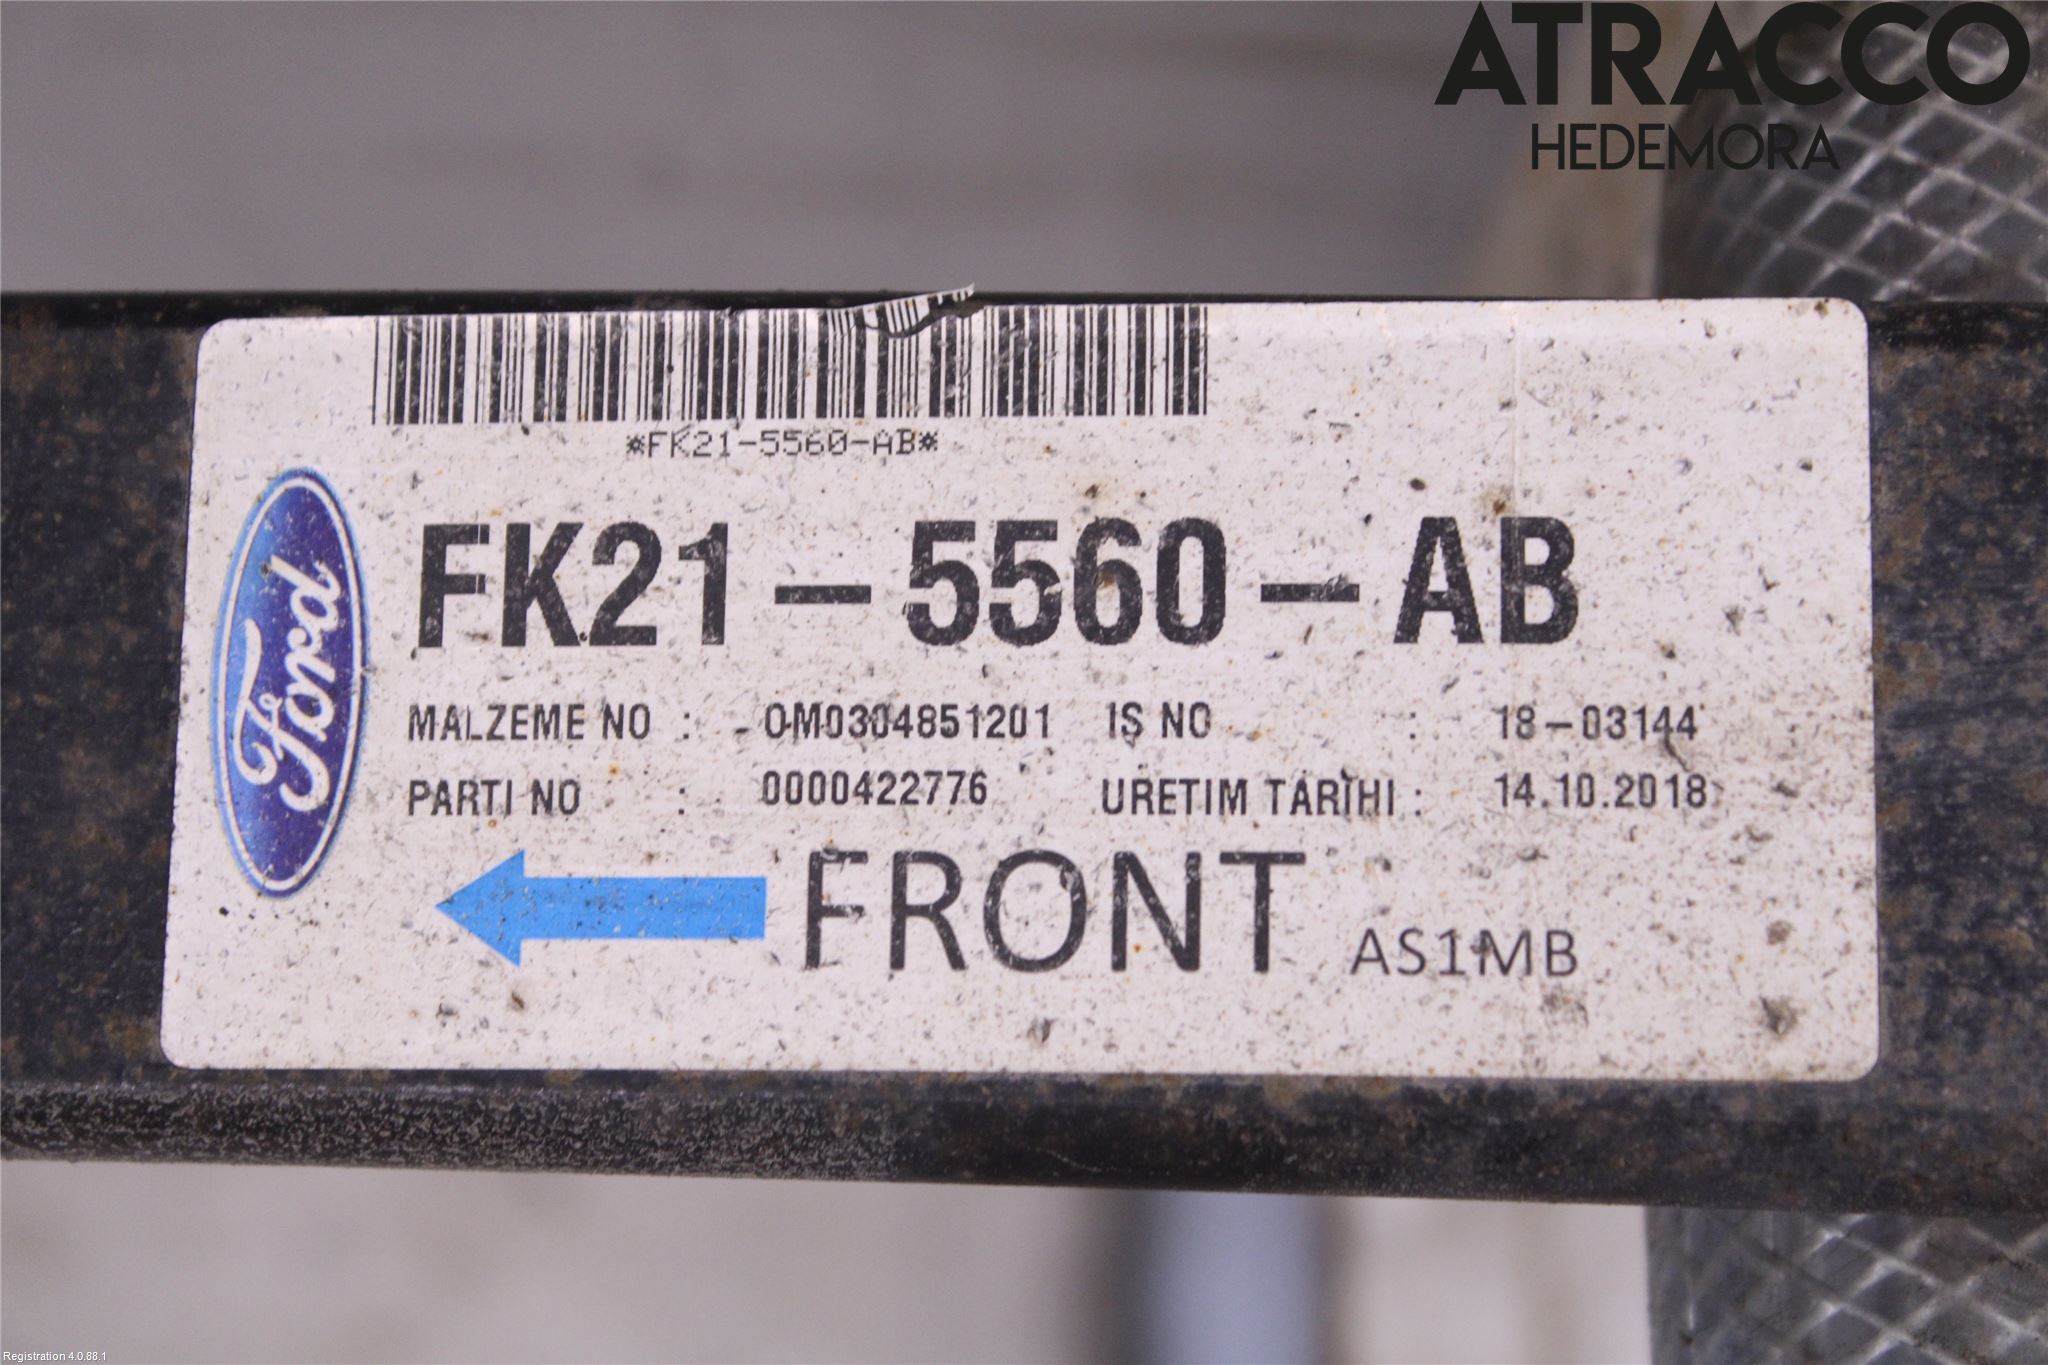 ATRACCO
HEDEMORA
*FK21-5560-AB*
Ford
FK21-5560-AB
MALZEME NO : OM0304851201 IS NO : 18-03144
PARTI NO : 0000422776 URETIM TARIHI : 14.10.2018
FRONT AS1MB
Registration 4.0.88.1